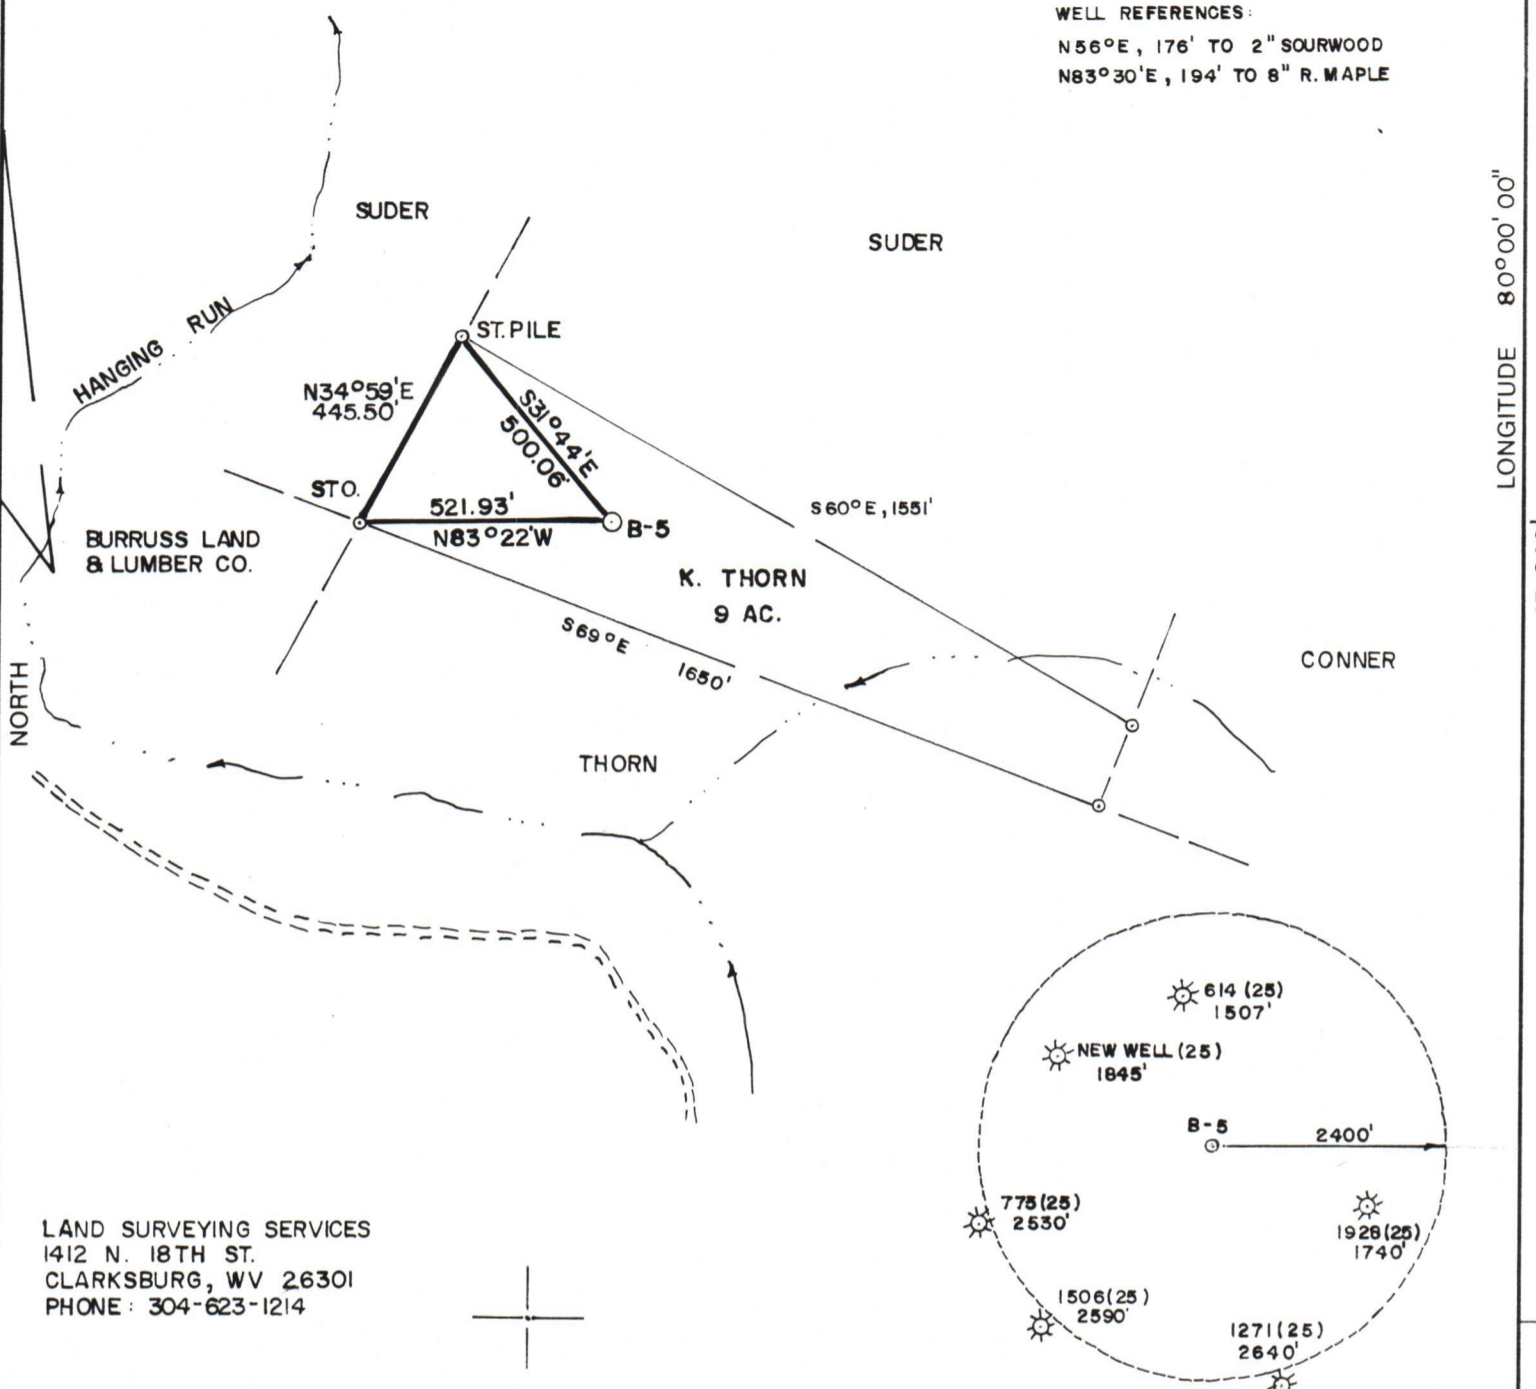 WELL REFERENCES:
N56°E, 176' TO 2" SOURWOOD
N83°30'E, 194' TO 8" R. MAPLE
LONGITUDE 80°00'00"
SUDER
SUDER
HANGING RUN
ST. PILE
N34°59'E
445.50'
S31°44'E
500.06'
STO.
521.93'
N83°22'W
B-5
S60°E, 1551'
BURRUSS LAND
& LUMBER CO.
K. THORN
9 AC.
S69°E 1650'
CONNER
NORTH
THORN
614 (25)
1507'
NEW WELL (25)
1845'
B-5
2400'
773(25)
2530'
1928(25)
1740'
1506(25)
2590'
1271(25)
2640'
LAND SURVEYING SERVICES
1412 N. 18TH ST.
CLARKSBURG, WV 26301
PHONE: 304-623-1214